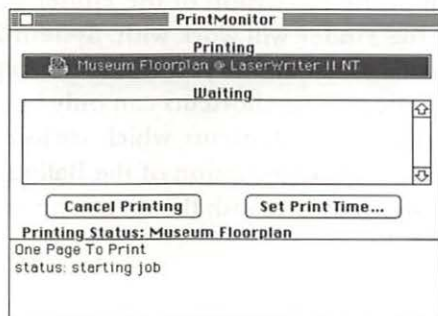 PrintMonitor
Printing
Museum Floorplan @ LaserWriter II NT
Waiting
Cancel Printing
Set Print Time...
Printing Status: Museum Floorplan
One Page To Print
status: starting job